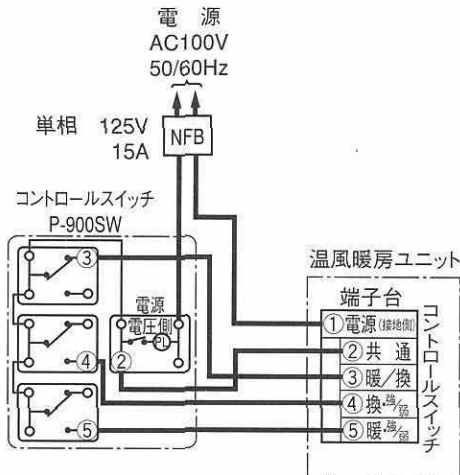 電 源
AC100V
50/60Hz
単相 125V
15A
NFB
コントロールスイッチ
P-900SW
③
電源
電圧側
PL
②
④
⑤
温風暖房ユニット
端子台
①電源(接地側)
②共 通
③暖/換
④換・強/弱
⑤暖・強/弱
コントロールスイッチ